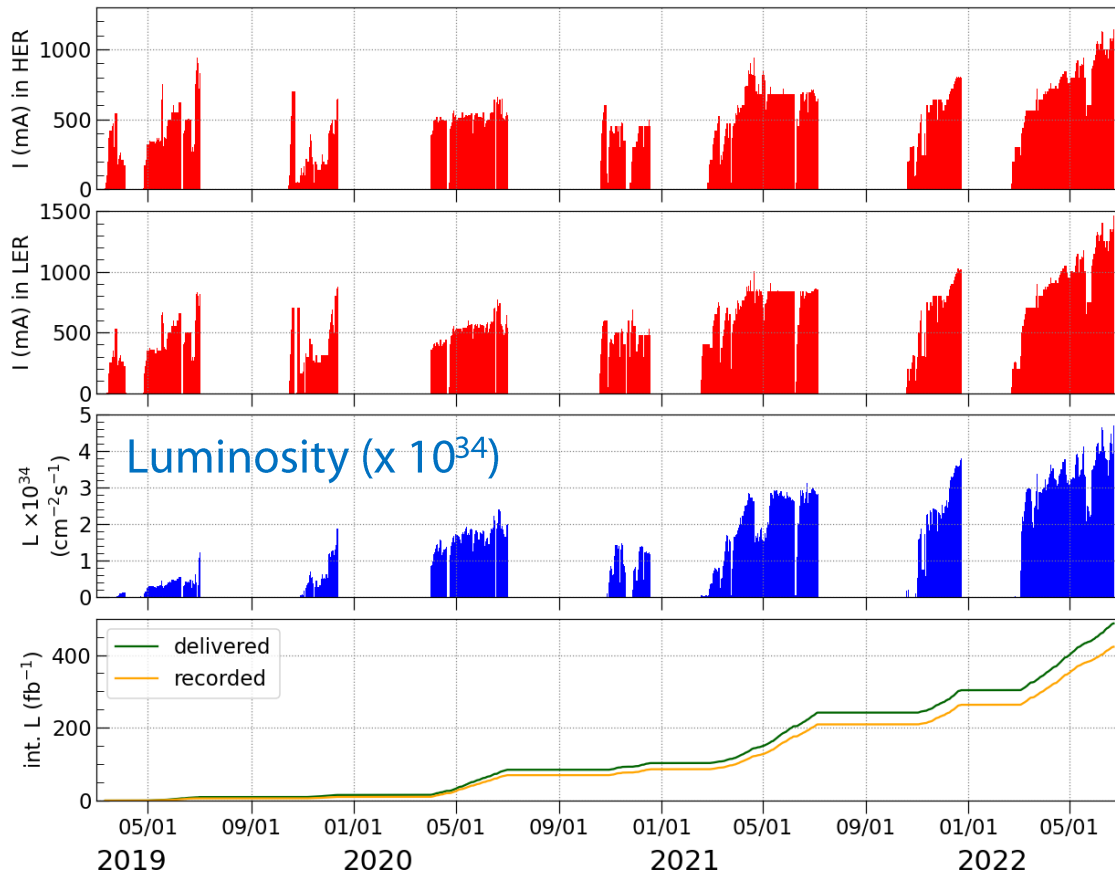 I (mA) in HER
1000
500
0
I (mA) in LER
1500
1000
500
0
L ×10³⁴
(cm⁻²s⁻¹)
5
4
3
2
1
0
Luminosity (x 10³⁴)
int. L (fb⁻¹)
400
200
0
delivered
recorded
05/01 09/01 01/01 05/01 09/01 01/01 05/01 09/01 01/01 05/01
2019 2020 2021 2022